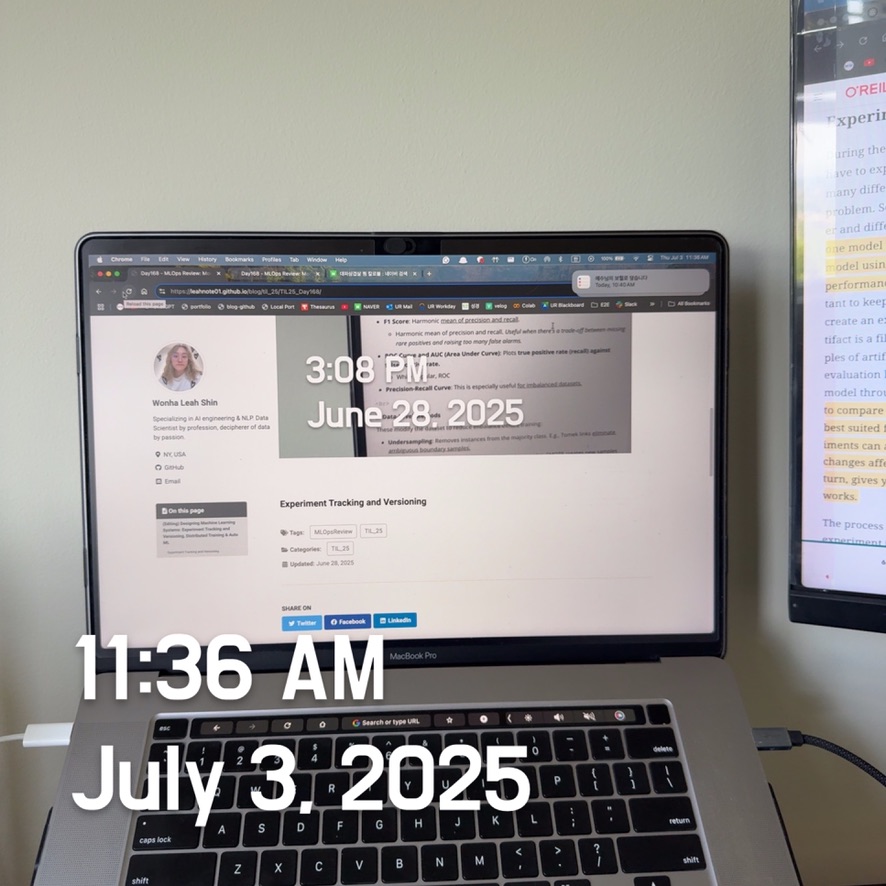 Chrome File Edit View History Bookmarks Profiles Tab Window Help
100%
Thu Jul 3 11:36 AM
Day168 - MLOps Review:
Day168 - MLOps Review: M
Today, 10:40 AM
https://leahnote01.github.io/blog/til_25/TIL25_Day168/
Reload this page
portfolio blog-github Local Port Thesaurus NAVER UR Mail UR Workday velog Colab UR Blackboard E2E Slack All Bookmarks
F1 Score: Harmonic mean of precision and recall.
Harmonic mean of precision and recall. Useful when there's a trade-off between missing
rare positives and raising too many false alarms.
Curve and AUC (Area Under Curve): Plots true positive rate (recall) against
rate.
3:08 PM
ROC
Precision-Recall Curve: This is especially useful for imbalanced datasets.
June 28, 2025
Undersampling: Removes instances from the majority class. E.g., Tomek links
ambiguous boundary samples.
Wonha Leah Shin
Specializing in AI engineering & NLP. Data
Scientist by profession, decipherer of data
by passion.
NY, USA
GitHub
Email
On this page
(Editing) Designing Machine Learning
Systems: Experiment Tracking and
Versioning, Distributed Training & Auto
ML
Experiment Tracking and Versioning
Experiment Tracking and Versioning
Tags: MLOpsReview TIL_25
Categories: TIL_25
Updated: June 28, 2025
SHARE ON
Twitter Facebook LinkedIn
MacBook Pro
11:36 AM
July 3, 2025
esc
Search or type URL
delete
caps lock A S D F G H J K L
return
shift Z X C V B N M
shift
O'REIL
Experi
uring the
have to exp
many diffe
problem. S
er and diffe
one model
model using
performanc
tant to keep
create an e
tifact is a fil
ples of artif
evaluation l
model throu
to compare
best suited f
iments can a
changes affe
turn, gives y
works.
The process
experiment